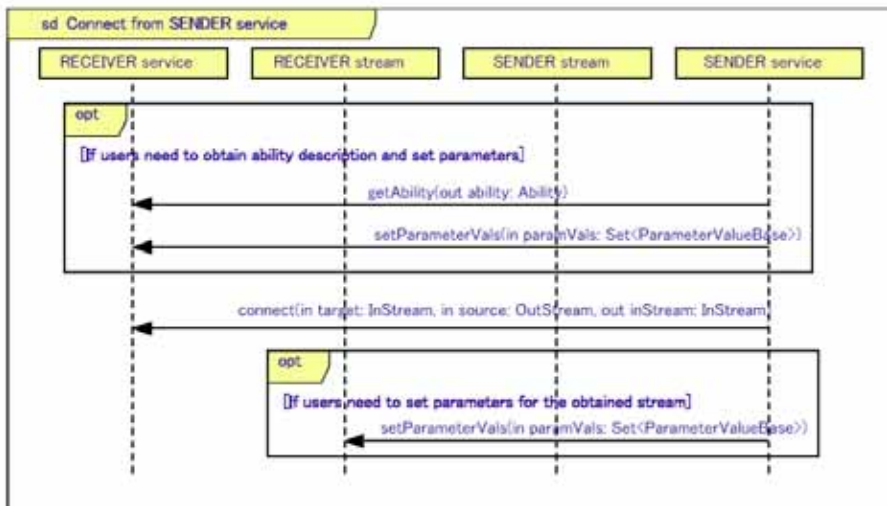 sd Connect from SENDER service
RECEIVER service
RECEIVER stream
SENDER stream
SENDER service
opt
[If users need to obtain ability description and set parameters]
getAbility(out ability: Ability)
setParameterVals(in paramVals: Set<ParameterValueBase>)
connect(in target: InStream, in source: OutStream, out inStream: InStream)
opt
[If users need to set parameters for the obtained stream]
setParameterVals(in paramVals: Set<ParameterValueBase>)